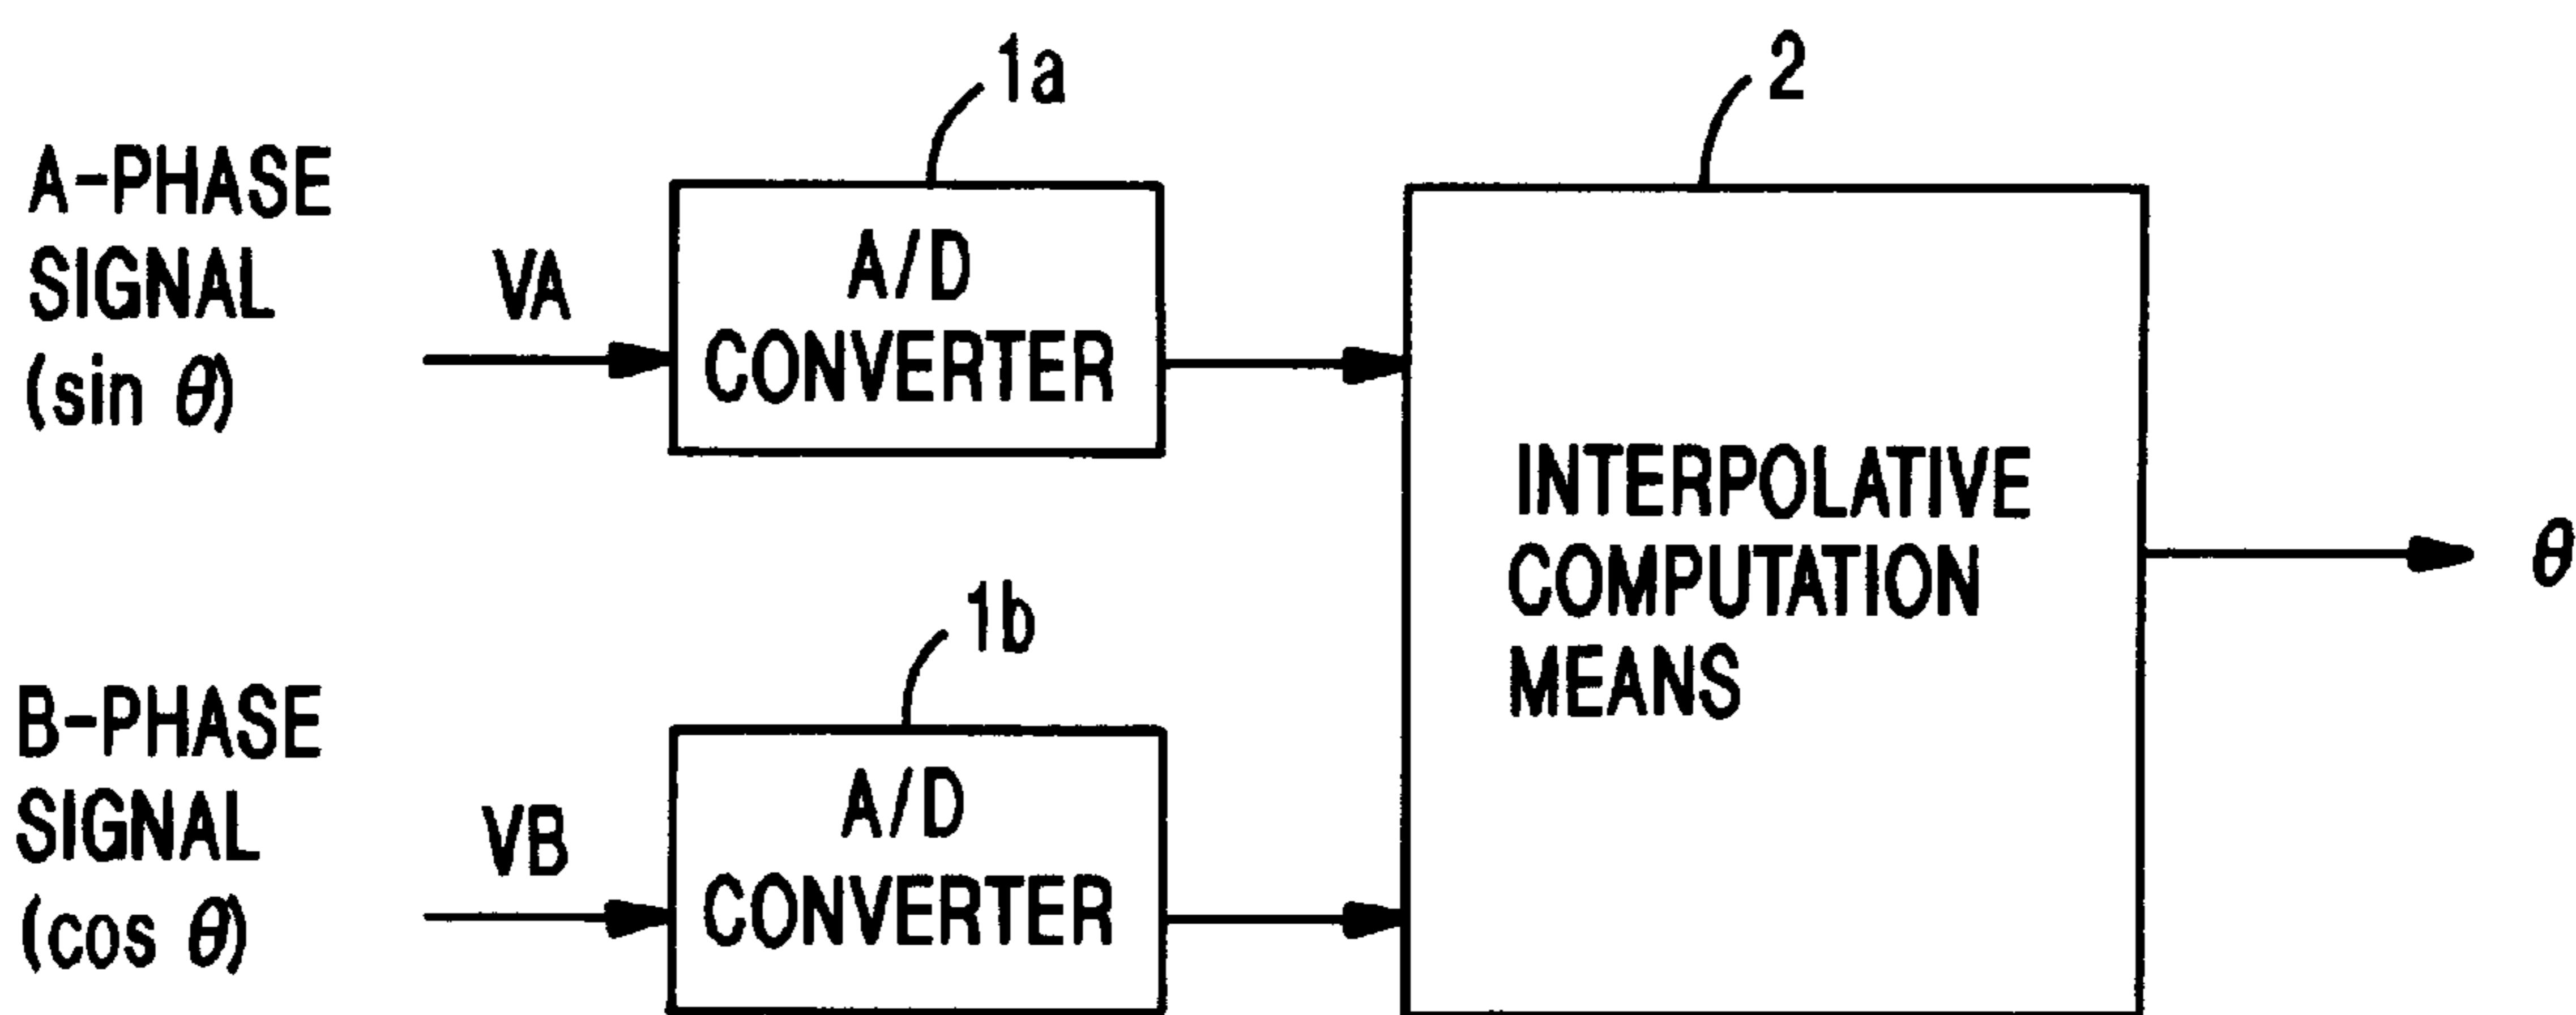 1a
2
A-PHASE
SIGNAL
(sin θ)
VA
A/D
CONVERTER
INTERPOLATIVE
COMPUTATION
MEANS
θ
1b
B-PHASE
SIGNAL
(cos θ)
VB
A/D
CONVERTER